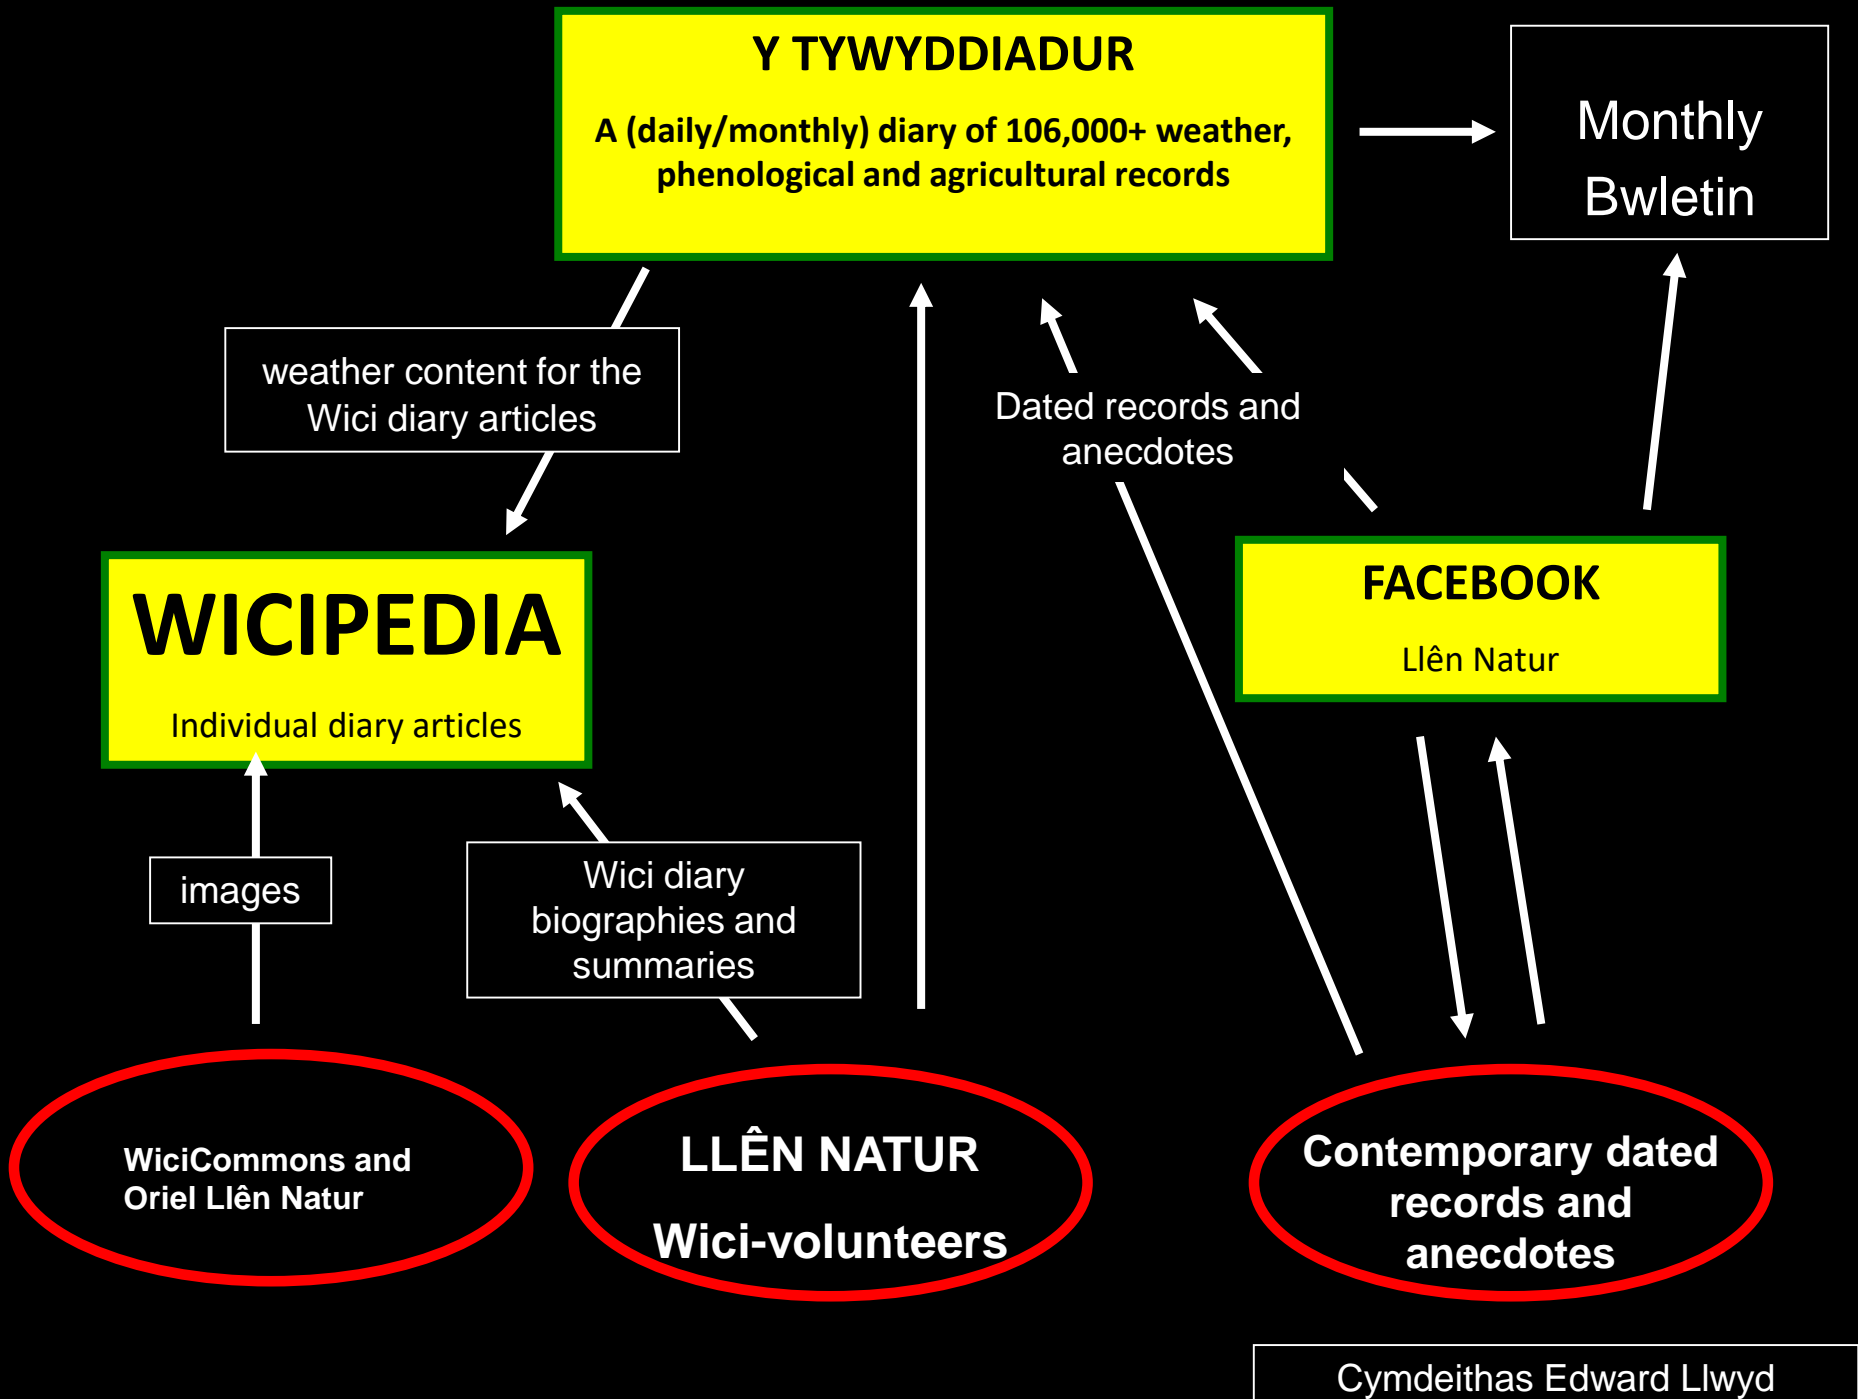 Y TYWYDDIADUR
A (daily/monthly) diary of 106,000+ weather,
phenological and agricultural records
Monthly
Bwletin
weather content for the
Wici diary articles
Dated records and
anecdotes
WICIPEDIA
Individual diary articles
FACEBOOK
Llên Natur
images
Wici diary
biographies and
summaries
WiciCommons and
Oriel Llên Natur
LLÊN NATUR
Wici-volunteers
Contemporary dated
records and
anecdotes
Cymdeithas Edward Llwyd